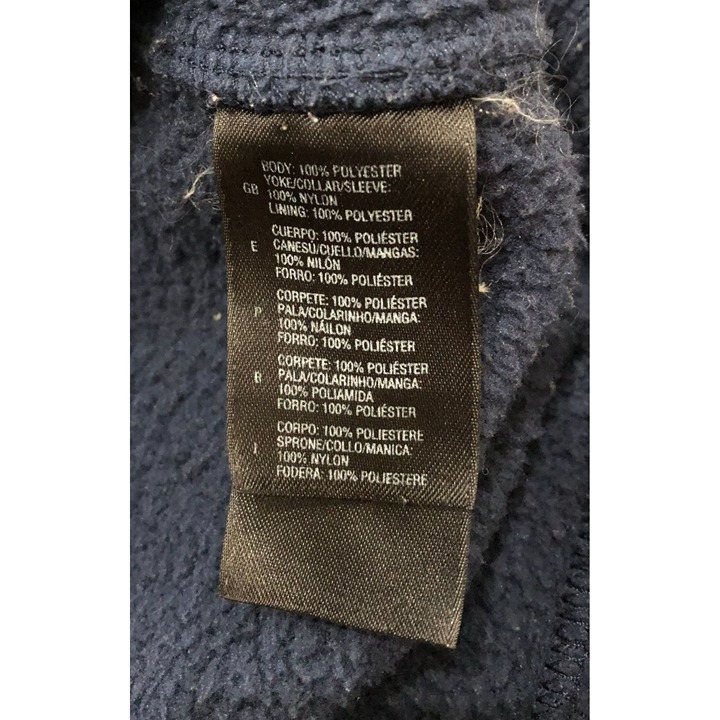 BODY: 100% POLYESTER
GB YOKE/COLLAR/SLEEVE:
100% NYLON
LINING: 100% POLYESTER
CUERPO: 100% POLIÉSTER
E CANESÚ/CUELLO/MANGAS:
100% NILÓN
FORRO: 100% POLIÉSTER
CORPETE: 100% POLIÉSTER
P PALA/COLARINHO/MANGA:
100% NÁILON
FORRO: 100% POLIÉSTER
CORPETE: 100% POLIÉSTER
B PALA/COLARINHO/MANGA:
100% POLIAMIDA
FORRO: 100% POLIÉSTER
CORPO: 100% POLIESTERE
I SPRONE/COLLO/MANICA:
100% NYLON
FODERA: 100% POLIESTERE